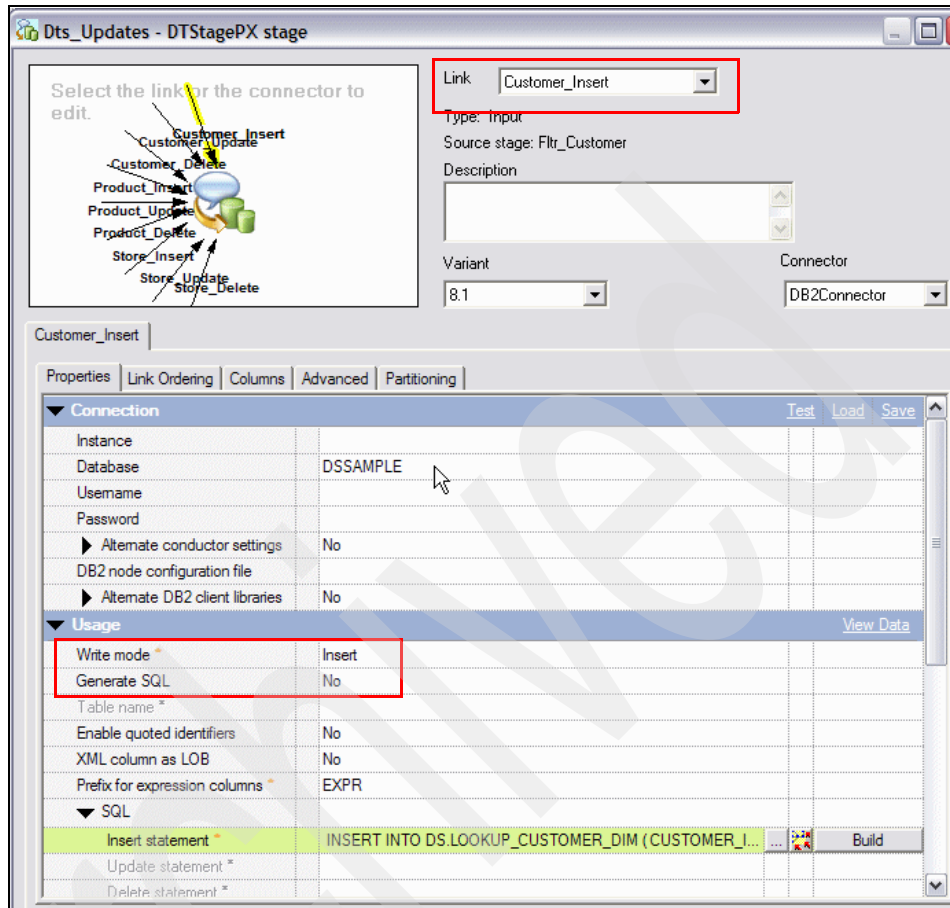 Dts_Updates - DTStagePX stage
Select the link or the connector to
edit.
Customer_Insert
Customer_Update
Customer_Delete
Product_Insert
Product_Update
Product_Delete
Store_Insert
Store_Update
Store_Delete
Link
Customer_Insert
Type: Input
Source stage: Fltr_Customer
Description
Variant
Connector
8.1
DB2Connector
Customer_Insert
Properties Link Ordering Columns Advanced Partitioning
Connection Test Load Save
Instance
Database DSSAMPLE
Username
Password
Alternate conductor settings No
DB2 node configuration file
Alternate DB2 client libraries No
Usage View Data
Write mode * Insert
Generate SQL No
Table name *
Enable quoted identifiers No
XML column as LOB No
Prefix for expression columns * EXPR
SQL
Insert statement * INSERT INTO DS.LOOKUP_CUSTOMER_DIM ( CUSTOMER_I... ... Build
Update statement *
Delete statement *